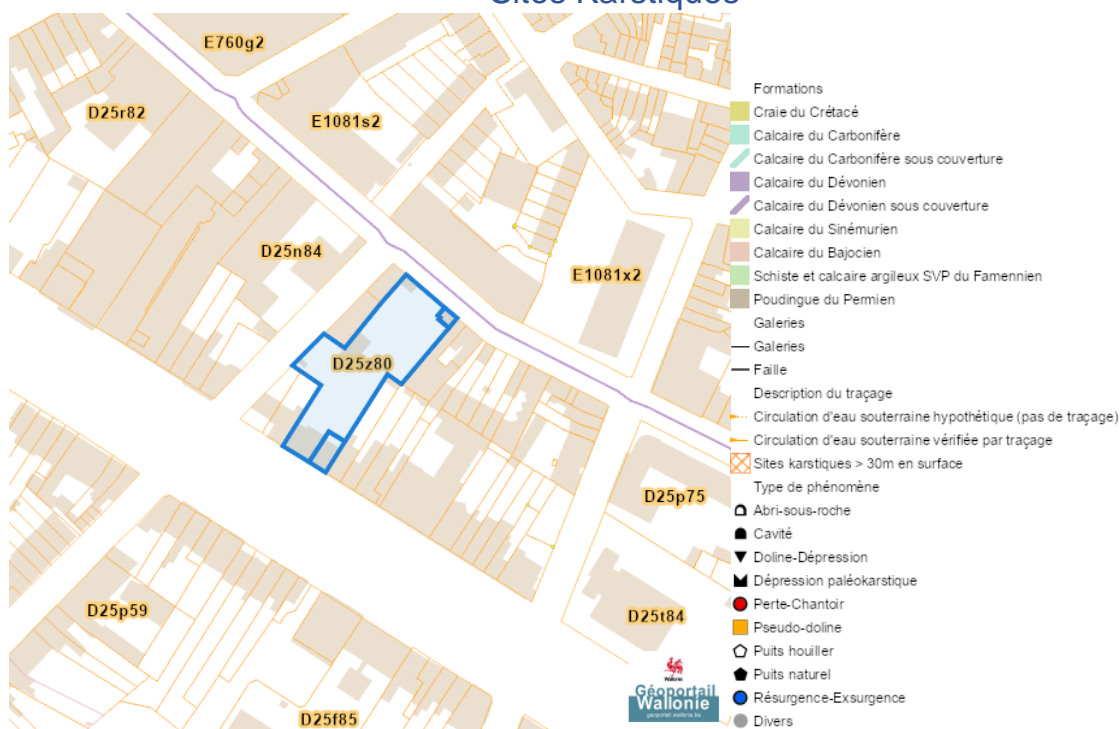 Sites Karstiques
E760g2
D25r82
E1081s2
D25n84
E1081x2
D25z80
D25p75
D25p59
D25t84
D25f85
Wallonie
Géoportail
Wallonie
geoportail.wallonie.be
Formations
Craie du Crétacé
Calcaire du Carbonifère
Calcaire du Carbonifère sous couverture
Calcaire du Dévonien
Calcaire du Dévonien sous couverture
Calcaire du Sinémurien
Calcaire du Bajocien
Schiste et calcaire argileux SVP du Famennien
Poudingue du Permien
Galeries
Galeries
Faille
Description du traçage
Circulation d'eau souterraine hypothétique (pas de traçage)
Circulation d'eau souterraine vérifiée par traçage
Sites karstiques > 30m en surface
Type de phénomène
Abri-sous-roche
Cavité
Doline-Dépression
Dépression paléokarstique
Perte-Chantoir
Pseudo-doline
Puits houiller
Puits naturel
Résurgence-Exsurgence
Divers